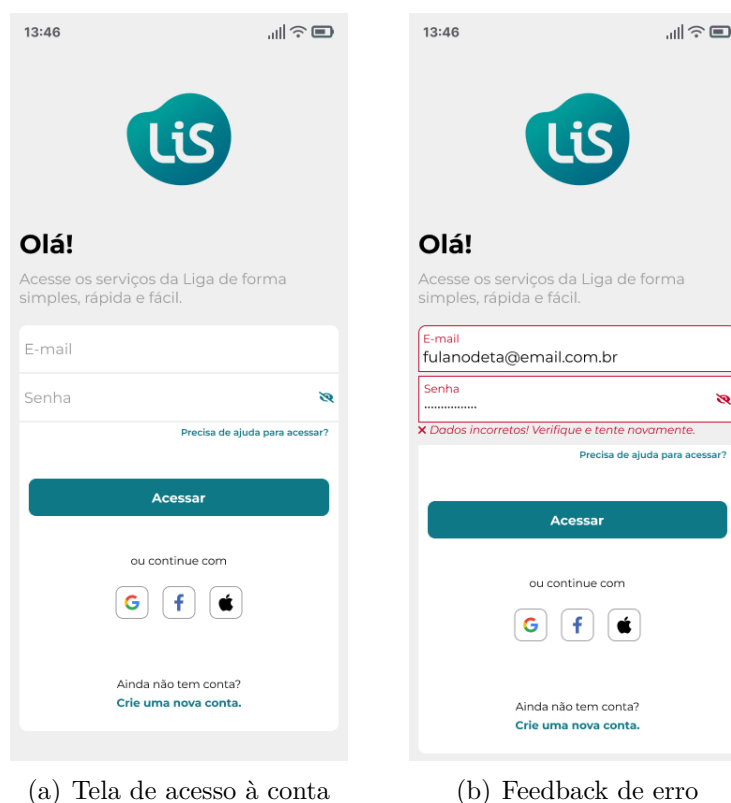 13:46
LiS
Olá!
Acesse os serviços da Liga de forma
simples, rápida e fácil.
E-mail
Senha
Precisa de ajuda para acessar?
Acessar
ou continue com
G f
Ainda não tem conta?
Crie uma nova conta.
(a) Tela de acesso à conta
13:46
LiS
Olá!
Acesse os serviços da Liga de forma
simples, rápida e fácil.
E-mail
fulanodeta@email.com.br
Senha
................
× Dados incorretos! Verifique e tente novamente.
Precisa de ajuda para acessar?
Acessar
ou continue com
G f
Ainda não tem conta?
Crie uma nova conta.
(b) Feedback de erro